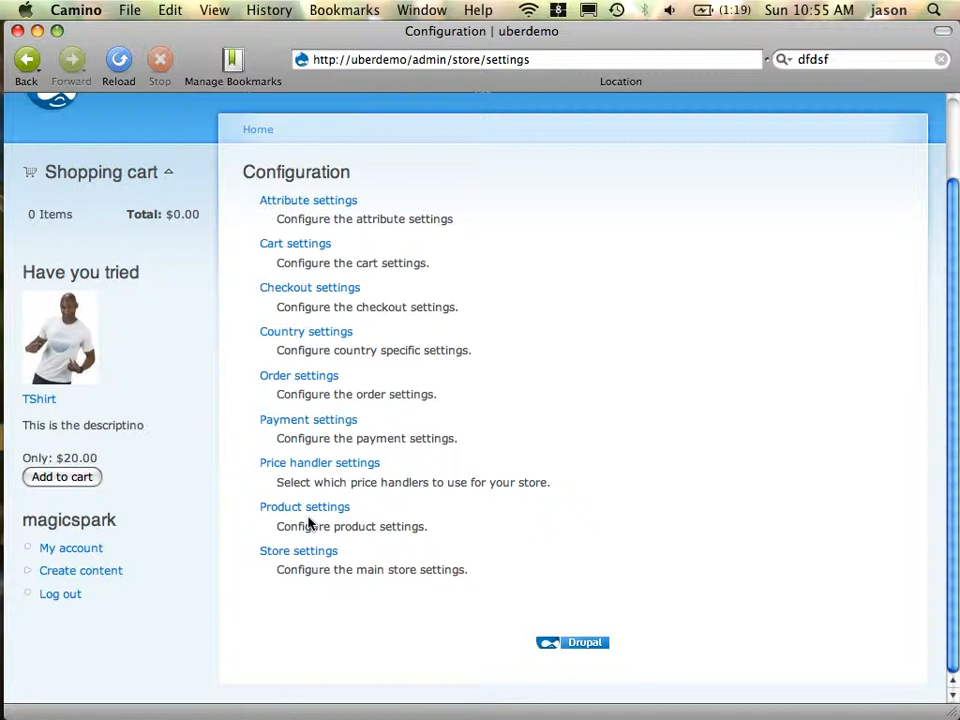 Camino File Edit View History Bookmarks Window Help 8 (1:19) Sun 10:55 AM jason
Configuration | uberdemo
http://uberdemo/admin/store/settings dfdsf
Back Forward Reload Stop Manage Bookmarks Location
Home
Shopping cart
0 Items Total: $0.00
Have you tried
TShirt
This is the descriptino
Only: $20.00
Add to cart
magicspark
My account
Create content
Log out
Configuration
Attribute settings
Configure the attribute settings
Cart settings
Configure the cart settings.
Checkout settings
Configure the checkout settings.
Country settings
Configure country specific settings.
Order settings
Configure the order settings.
Payment settings
Configure the payment settings.
Price handler settings
Select which price handlers to use for your store.
Product settings
Configure product settings.
Store settings
Configure the main store settings.
Drupal